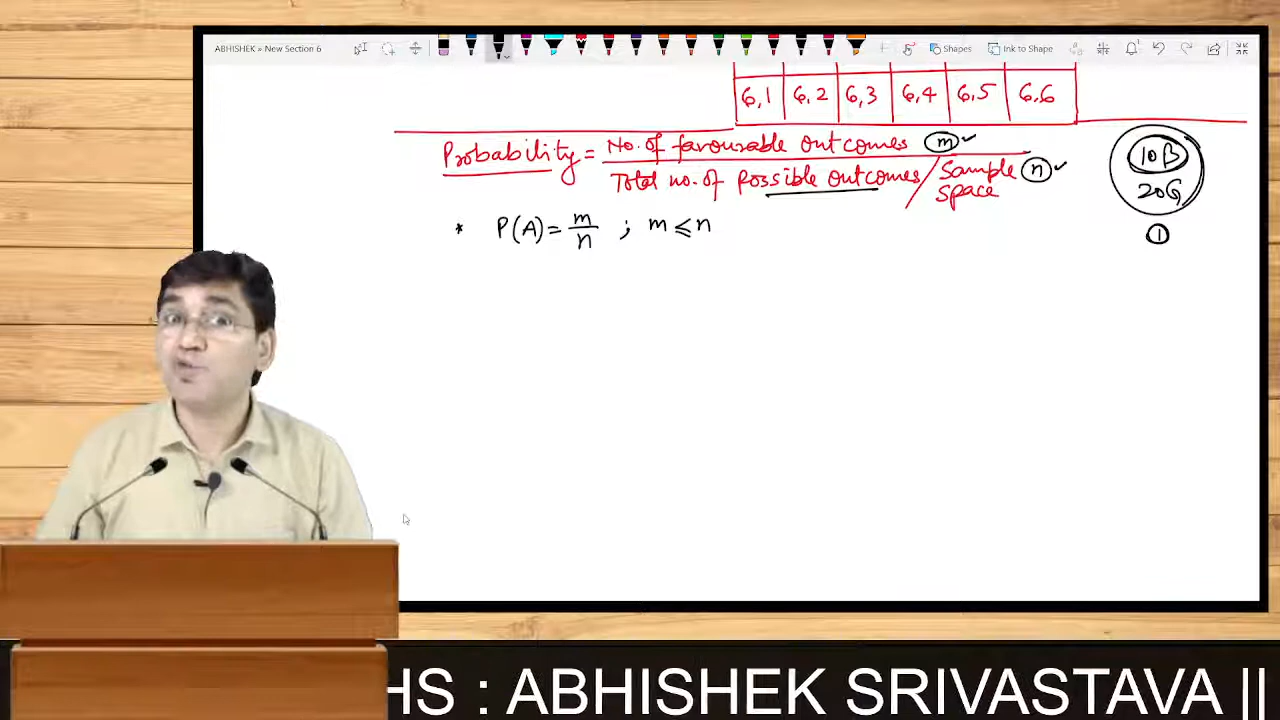 ABHISHEK » New Section 6
Shapes
Ink to Shape
6,1 6,2 6,3 6,4 6,5 6,6
Probability = No. of favourable outcomes m ✓
Total no. of possible outcomes / Sample space n ✓
10B
20G
1
* P(A) = m/n ; m ≤ n
HS : ABHISHEK SRIVASTAVA ||